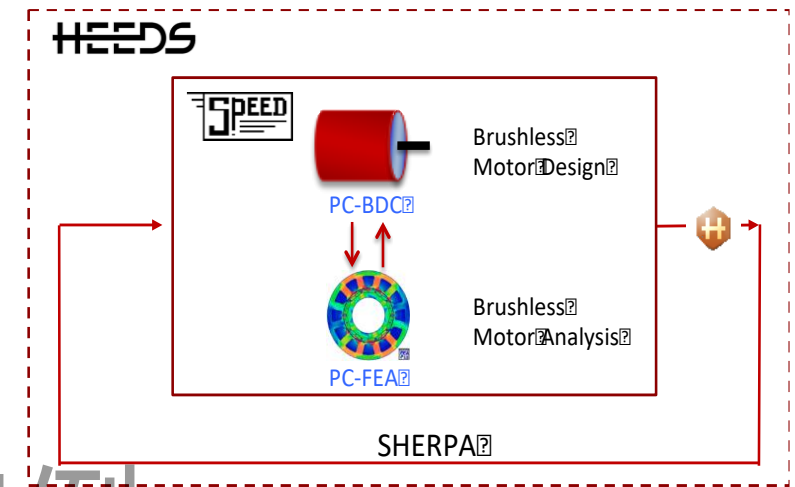 HEEDS
SPEED
Brushless
Motor Design
PC-BDC
Brushless
Motor Analysis
PC-FEA
SHERPA